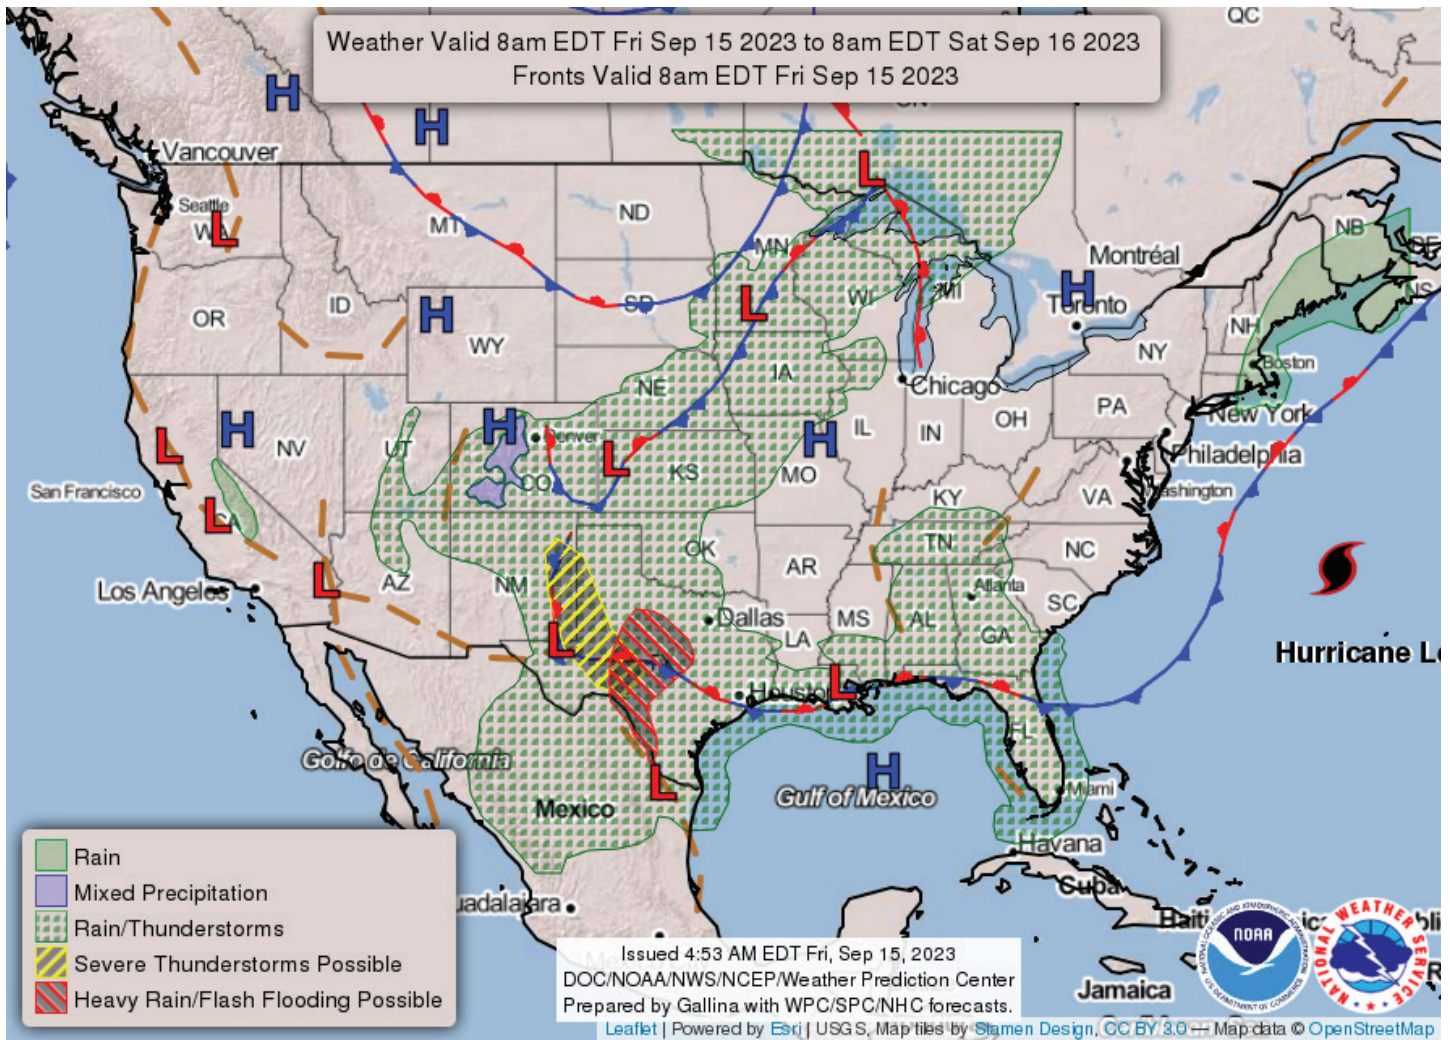 QC
Weather Valid 8am EDT Fri Sep 15 2023 to 8am EDT Sat Sep 16 2023
Fronts Valid 8am EDT Fri Sep 15 2023
ON
H
H
Vancouver
L
Seattle
WA
L
MT
ND
MN
NB
Montréal
H
Toronto
NS
OR
ID
H
WY
SD
L
WI
MI
NH
NY
Boston
Chicago
NE
IA
PA
New York
H
NV
UT
H
Denver
H
IL
IN
OH
Philadelphia
L
CO
L
KS
MO
San Francisco
KY
VA
Washington
L
CA
OK
TN
NC
Los Angeles
L
AZ
NM
AR
Atlanta
SC
Dallas
MS
AL
GA
L
LA
Hurricane Le
Houston
L
FL
Golfo de California
H
L
Gulf of Mexico
Miami
Mexico
Havana
Cuba
Rain
Mixed Precipitation
Rain/Thunderstorms
Severe Thunderstorms Possible
Heavy Rain/Flash Flooding Possible
uadalajara
Haiti
Jamaica
NOAA
NATIONAL WEATHER SERVICE
Issued 4:53 AM EDT Fri, Sep 15, 2023
DOC/NOAA/NWS/NCEP/Weather Prediction Center
Prepared by Gallina with WPC/SPC/NHC forecasts.
Leaflet | Powered by Esri | USGS, Map tiles by Stamen Design, CC BY 3.0 — Map data © OpenStreetMap